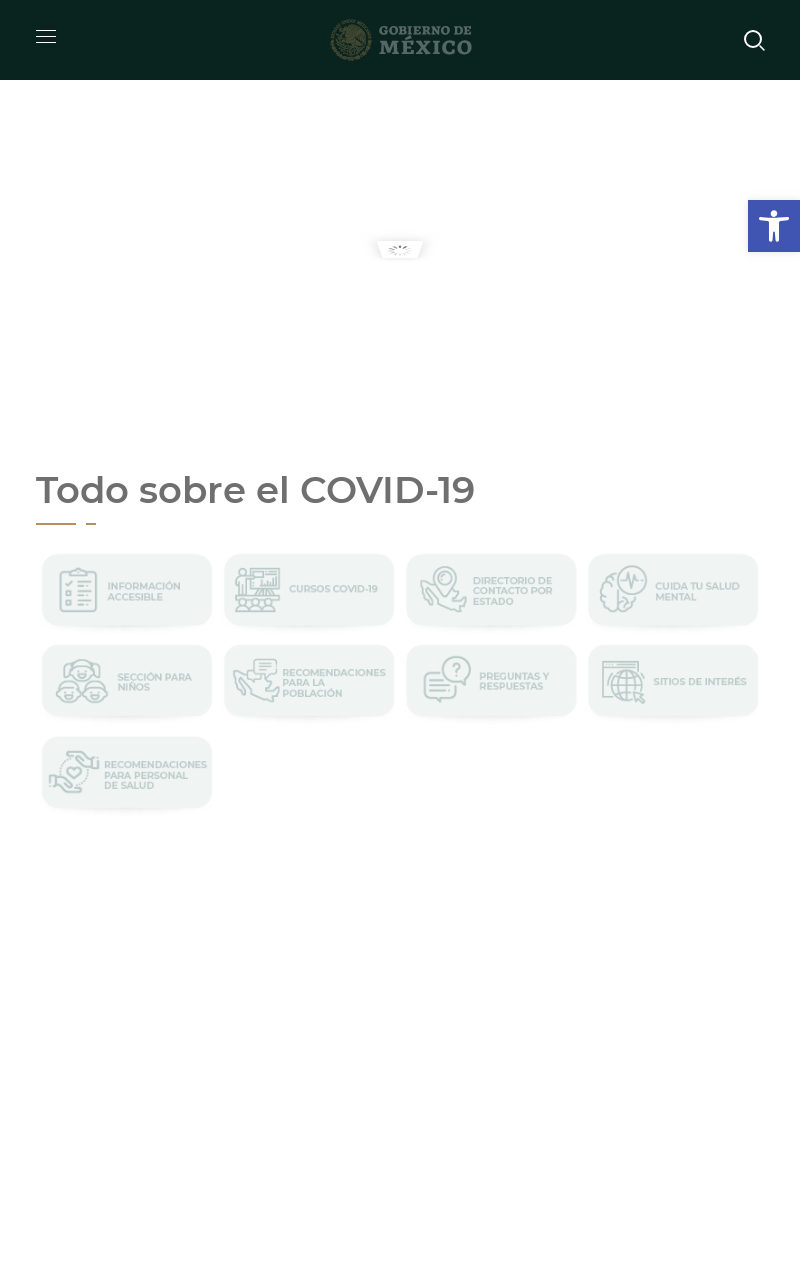 GOBIERNO DE
MÉXICO
Todo sobre el COVID-19
INFORMACIÓN
ACCESIBLE
CURSOS COVID-19
DIRECTORIO DE
CONTACTO POR
ESTADO
CUIDA TU SALUD
MENTAL
SECCIÓN PARA
NIÑOS
RECOMENDACIONES
PARA LA
POBLACIÓN
PREGUNTAS Y
RESPUESTAS
SITIOS DE INTERÉS
RECOMENDACIONES
PARA PERSONAL
DE SALUD